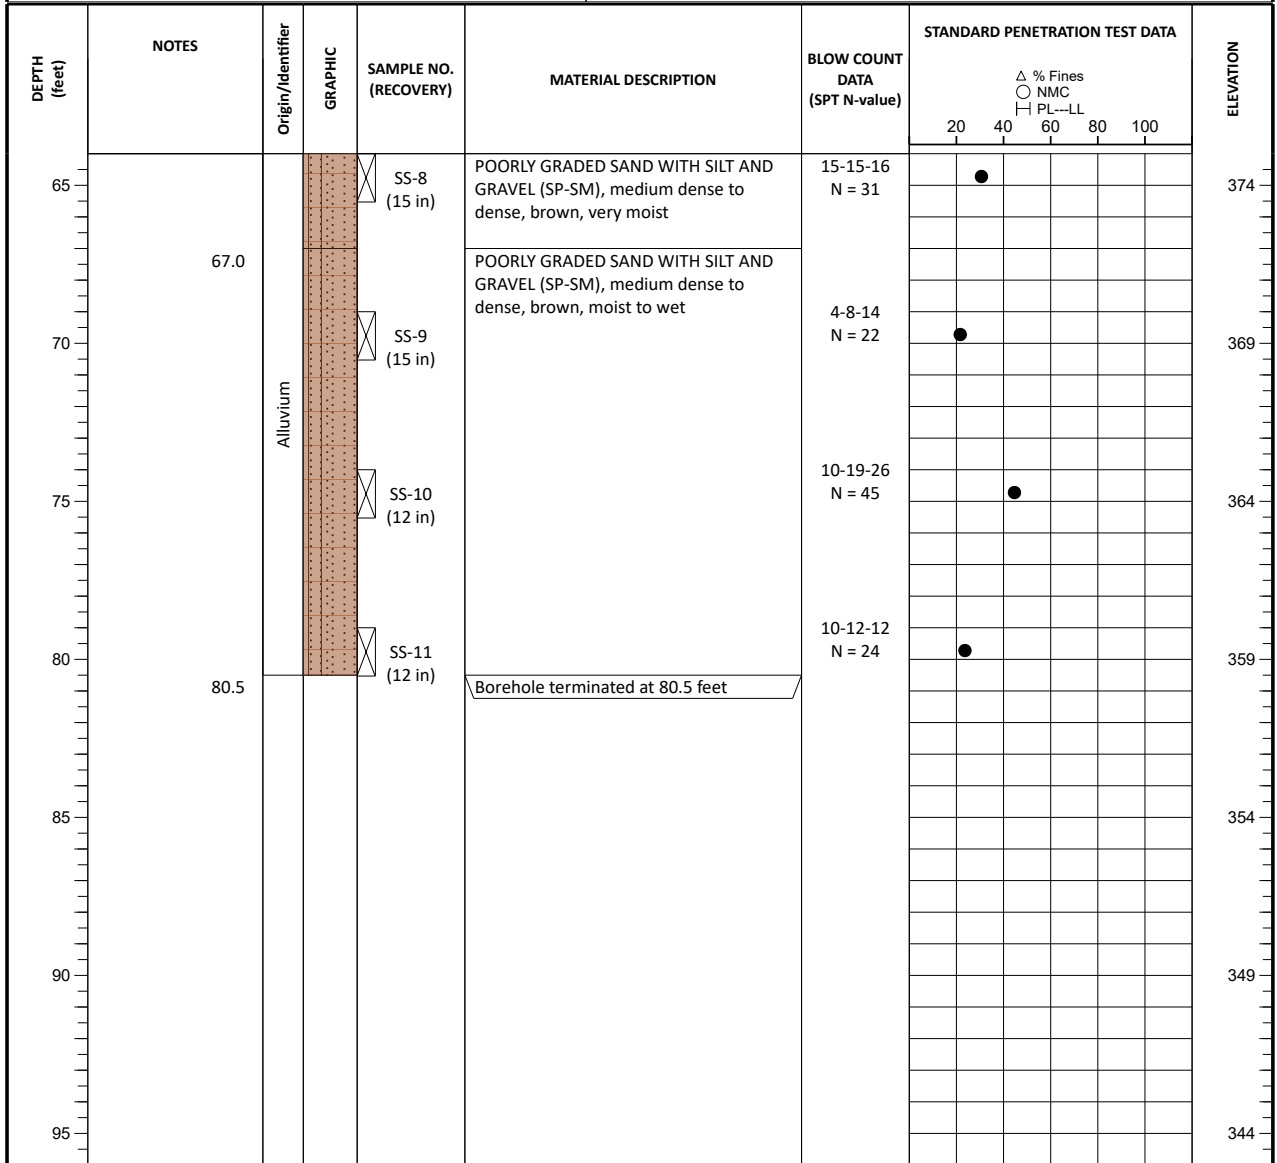 DEPTH
(feet)
NOTES
Origin/Identifier
GRAPHIC
SAMPLE NO.
(RECOVERY)
MATERIAL DESCRIPTION
BLOW COUNT
DATA
(SPT N-value)
STANDARD PENETRATION TEST DATA
% Fines
NMC
PL---LL
20 40 60 80 100
ELEVATION
65
SS-8
(15 in)
POORLY GRADED SAND WITH SILT AND
GRAVEL (SP-SM), medium dense to
dense, brown, very moist
15-15-16
N = 31
374
67.0
POORLY GRADED SAND WITH SILT AND
GRAVEL (SP-SM), medium dense to
dense, brown, moist to wet
70
SS-9
(15 in)
4-8-14
N = 22
369
Alluvium
75
SS-10
(12 in)
10-19-26
N = 45
364
80
SS-11
(12 in)
10-12-12
N = 24
359
80.5
Borehole terminated at 80.5 feet
85
354
90
349
95
344